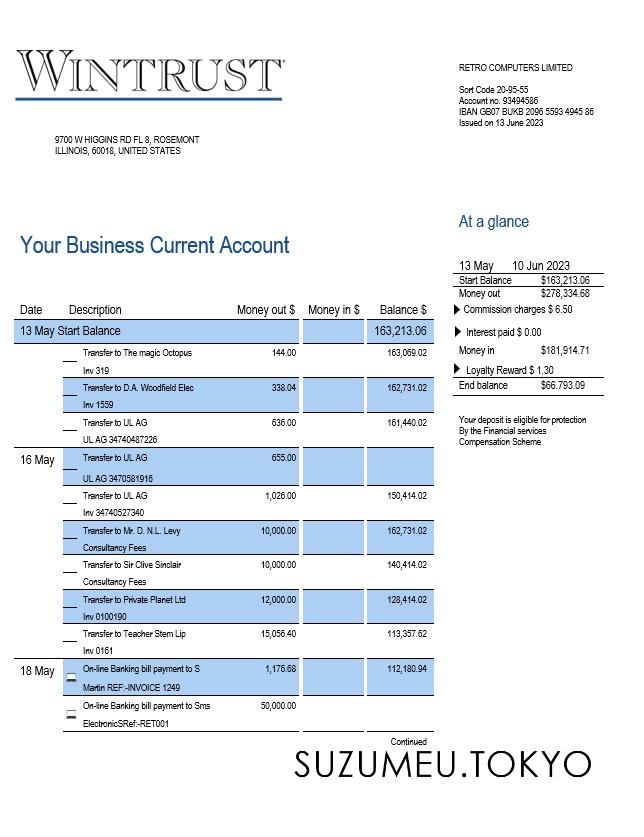 WINTRUST
RETRO COMPUTERS LIMITED
Sort Code 20-95-55
Account no. 93494586
IBAN GB07 BUKB 2096 5593 4945 86
Issued on 13 June 2023
9700 W HIGGINS RD FL 8, ROSEMONT
ILLINOIS, 60018, UNITED STATES
At a glance
Your Business Current Account
13 May 10 Jun 2023
Start Balance $163,213.06
Money out $278,334.68
Commission charges $ 6.50
Interest paid $ 0.00
Money in $181,914.71
Loyalty Reward $ 1.30
End balance $66.793.09
Your deposit is eligible for protection
By the Financial services
Compensation Scheme
Date Description Money out $ Money in $ Balance $
13 May Start Balance 163,213.06
Transfer to The magic Octopus 144.00 163,069.02
Inv 319
Transfer to D.A. Woodfield Elec 338.04 162,731.02
Inv 1559
Transfer to UL AG 636.00 161,440.02
UL AG 34740487226
16 May Transfer to UL AG 655.00
UL AG 3470581916
Transfer to UL AG 1,026.00 150,414.02
Inv 34740527340
Transfer to Mr. D. N.L. Levy 10,000.00 162,731.02
Consultancy Fees
Transfer to Sir Clive Sinclair 10,000.00 140,414.02
Consultancy Fees
Transfer to Private Planet Ltd 12,000.00 128,414.02
Inv 0100190
Transfer to Teacher Stem Lip 15,056.40 113,357.62
Inv 0161
18 May On-line Banking bill payment to S 1,176.68 112,180.94
Martin REF:-INVOICE 1249
On-line Banking bill payment to Sms 50,000.00
ElectronicSRef:-RET001
Continued
SUZUMEU.TOKYO